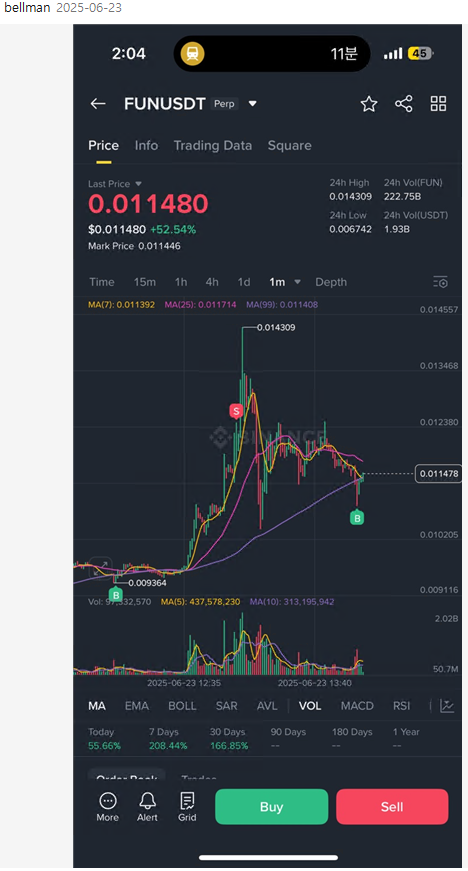 bellman 2025-06-23
2:04 11분 45
FUNUSDT Perp
Price Info Trading Data Square
Last Price
0.011480
$0.011480 +52.54%
Mark Price 0.011446
24h High 24h Vol(FUN)
0.014309 222.75B
24h Low 24h Vol(USDT)
0.006742 1.93B
Time 15m 1h 4h 1d 1m Depth
MA(7): 0.011392 MA(25): 0.011714 MA(99): 0.011408
0.014557
0.014309
0.013468
S
0.012380
BINANCE
0.011478
B
0.010205
0.009364
0.009116
B
Vol: 97,332,570 MA(5): 437,578,230 MA(10): 313,195,942
2.02B
50.7M
2025-06-23 12:35 2025-06-23 13:40
MA EMA BOLL SAR AVL VOL MACD RSI
Today 7 Days 30 Days 90 Days 180 Days 1 Year
55.66% 208.44% 166.85% -- -- --
Order Book Trades
More Alert Grid Buy Sell